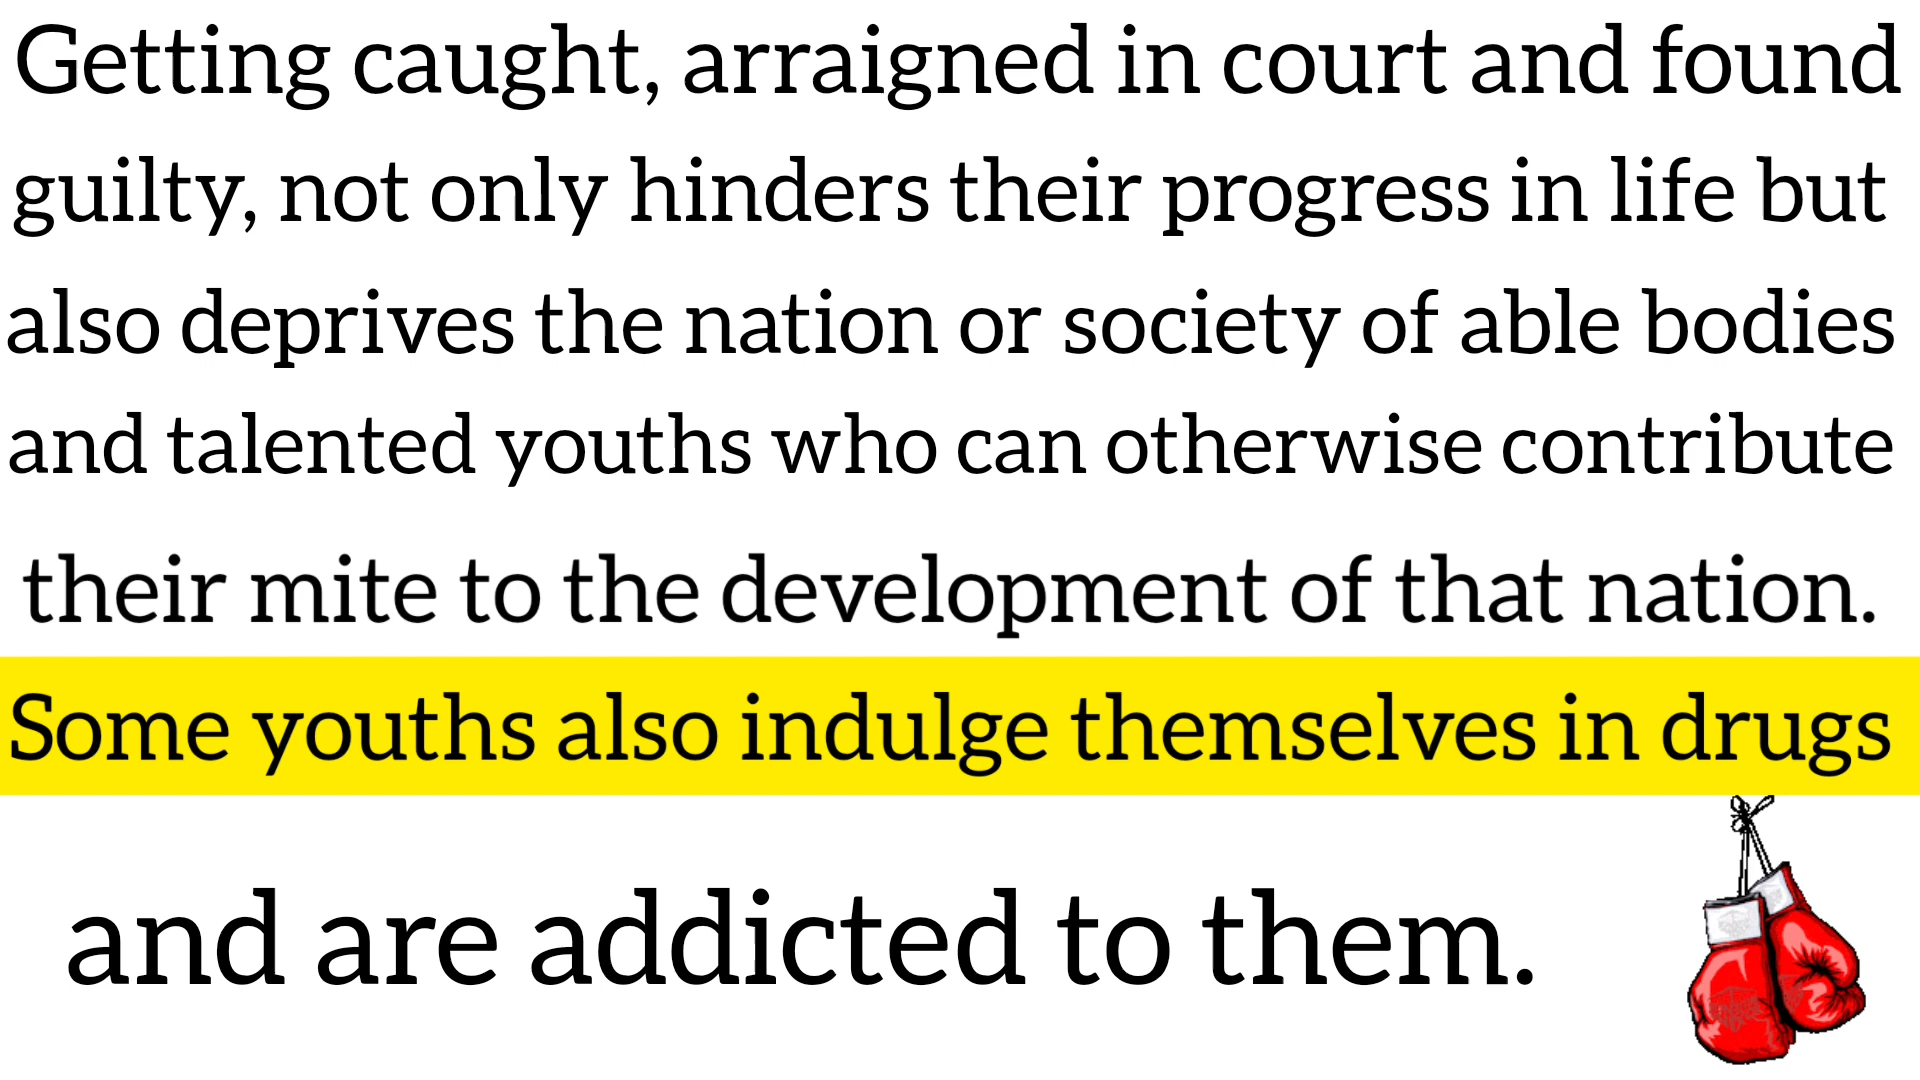 Getting caught, arraigned in court and found
guilty, not only hinders their progress in life but
also deprives the nation or society of able bodies
and talented youths who can otherwise contribute
their mite to the development of that nation.
Some youths also indulge themselves in drugs
and are addicted to them.